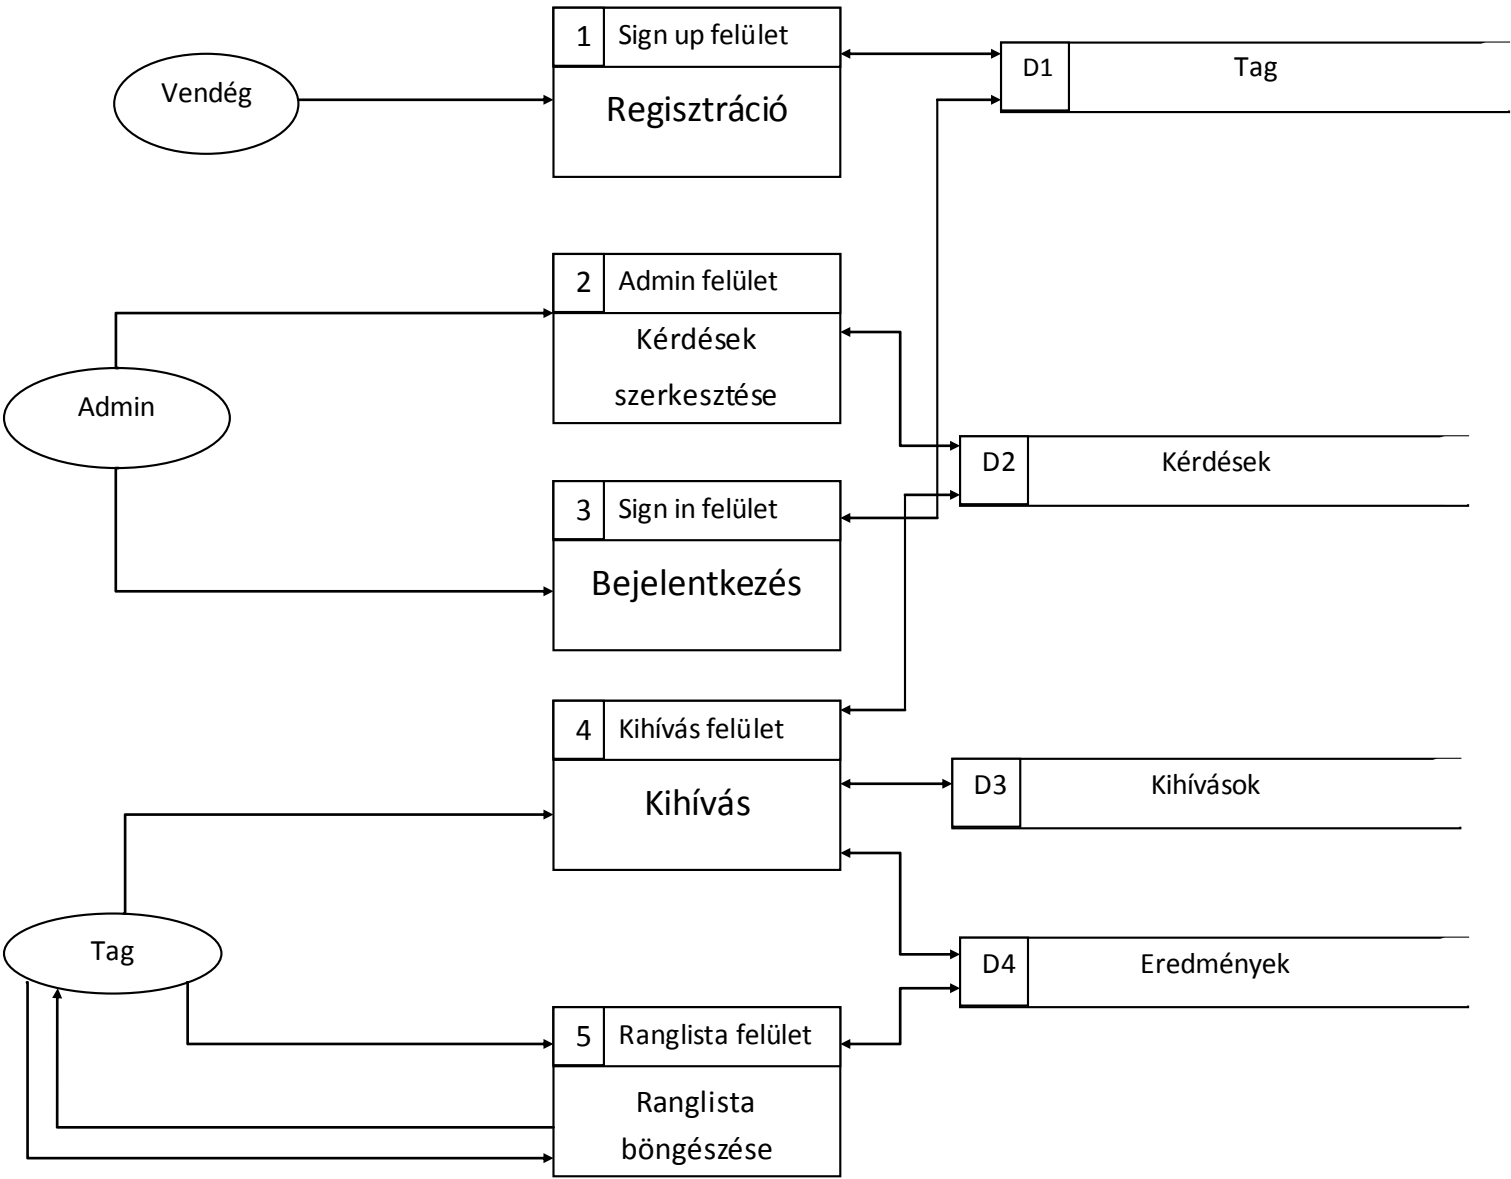 Vendég
1 Sign up felület
Regisztráció
D1 Tag
2 Admin felület
Kérdések
szerkesztése
Admin
D2 Kérdések
3 Sign in felület
Bejelentkezés
4 Kihívás felület
Kihívás
D3 Kihívások
Tag
D4 Eredmények
5 Ranglista felület
Ranglista
böngészése